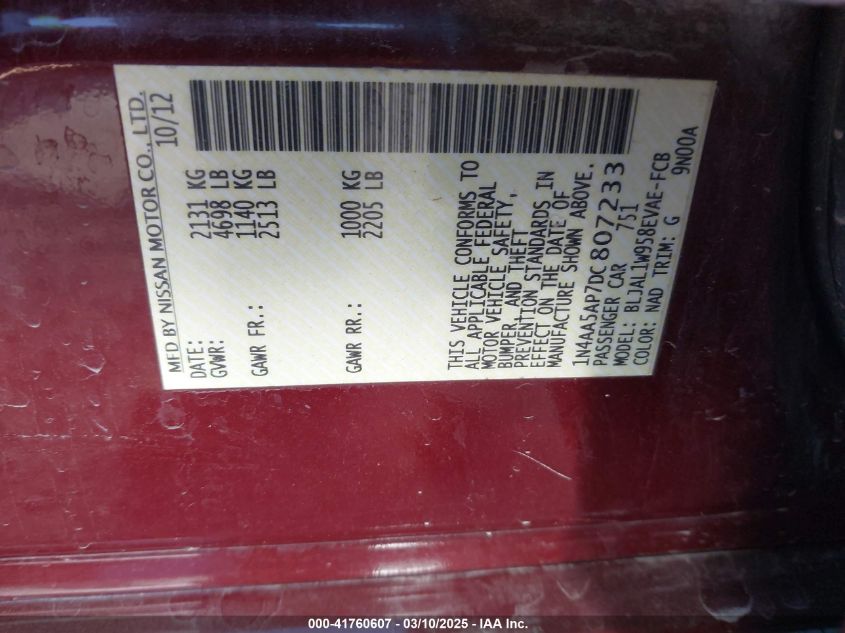 MFD BY NISSAN MOTOR CO., LTD.
DATE: 10/12
GVWR: 2131 KG
4698 LB
GAWR FR.: 1140 KG
2513 LB
GAWR RR.: 1000 KG
2205 LB
THIS VEHICLE CONFORMS TO
ALL APPLICABLE FEDERAL
MOTOR VEHICLE SAFETY,
BUMPER, AND THEFT
PREVENTION STANDARDS IN
EFFECT ON THE DATE OF
MANUFACTURE SHOWN ABOVE.
1N4AA5AP7DC807233
PASSENGER CAR 751
MODEL: BLJAL1W958EVAE-FCB
COLOR: NAD TRIM: G 9N00A
000-41760607 - 03/10/2025 - IAA Inc.